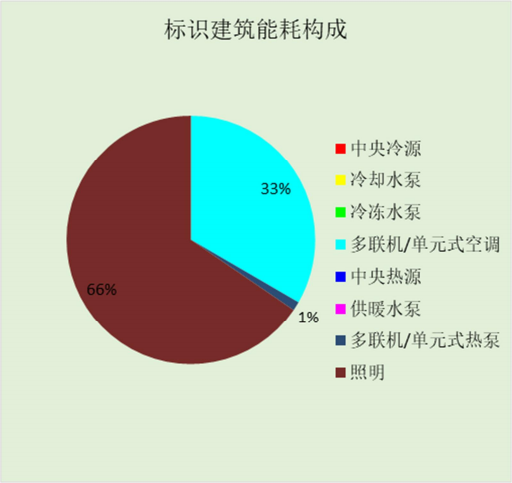 标识建筑能耗构成
33%
66%
1%
中央冷源
冷却水泵
冷冻水泵
多联机/单元式空调
中央热源
供暖水泵
多联机/单元式热泵
照明